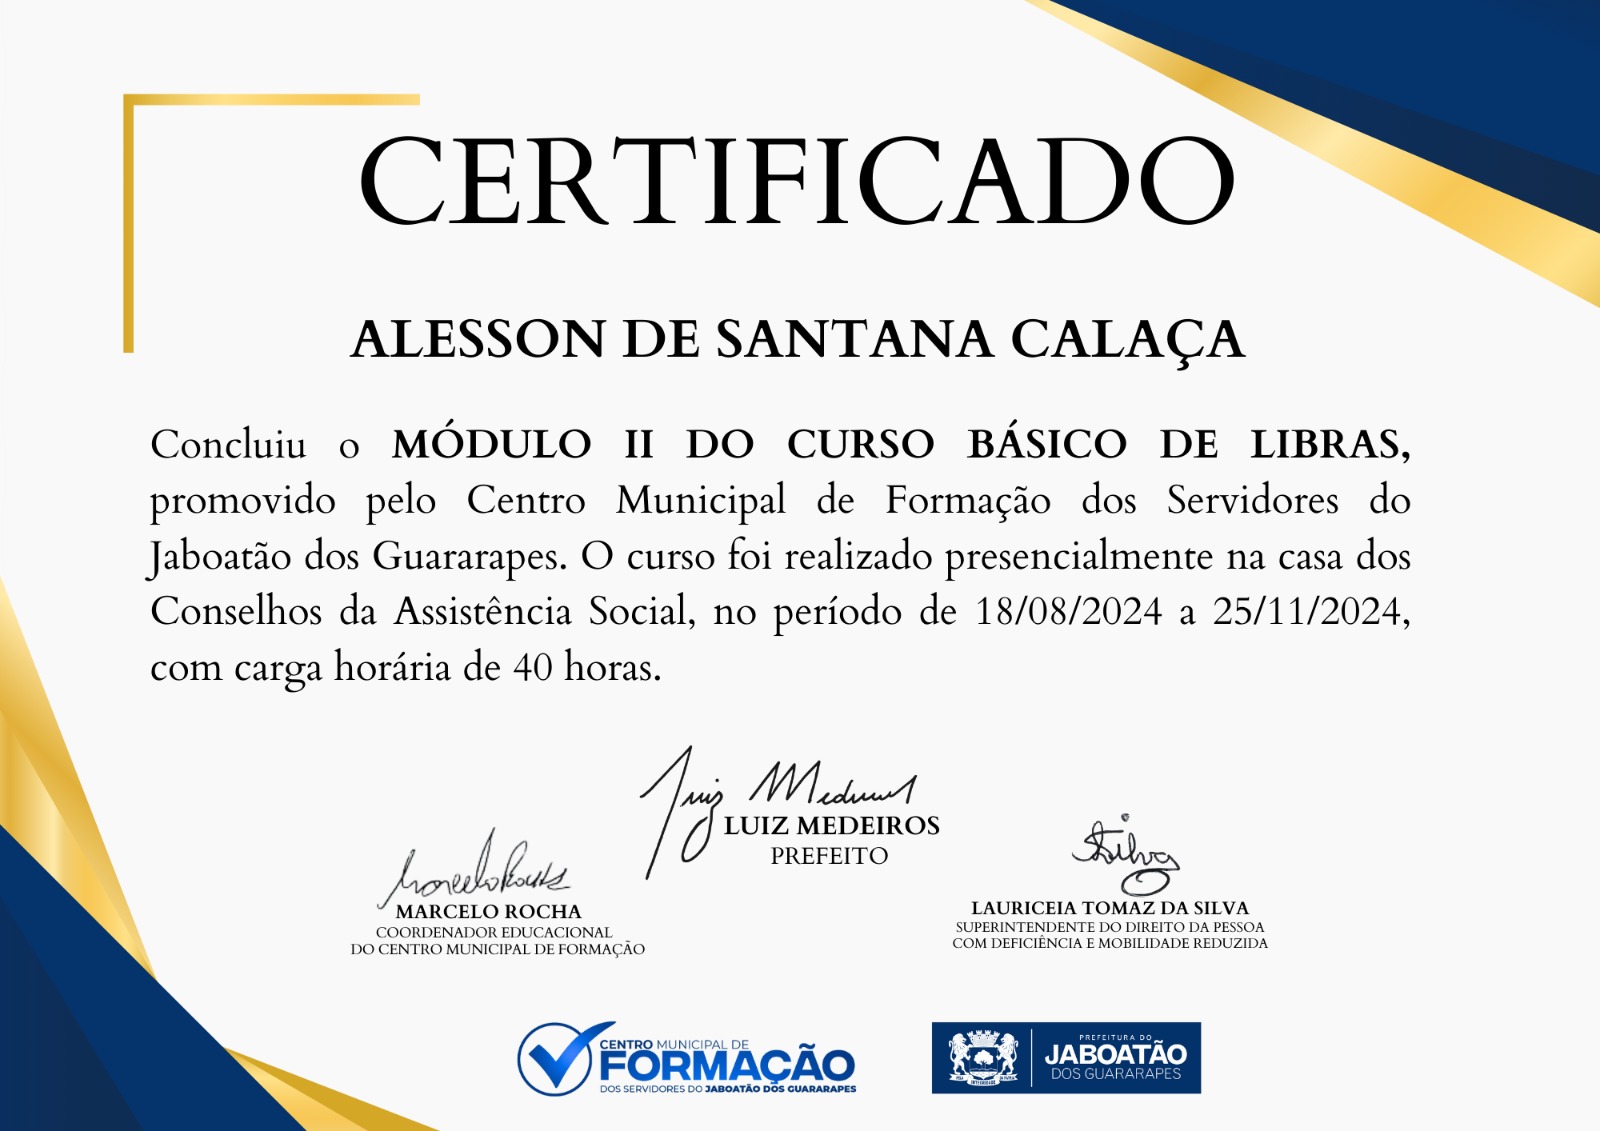 CERTIFICADO
ALESSON DE SANTANA CALAÇA
Concluiu o MÓDULO II DO CURSO BÁSICO DE LIBRAS,
promovido pelo Centro Municipal de Formação dos Servidores do
Jaboatão dos Guararapes. O curso foi realizado presencialmente na casa dos
Conselhos da Assistência Social, no período de 18/08/2024 a 25/11/2024,
com carga horária de 40 horas.
Luiz Medeiros
LUIZ MEDEIROS
PREFEITO
Marcelo Rocha
MARCELO ROCHA
COORDENADOR EDUCACIONAL
DO CENTRO MUNICIPAL DE FORMAÇÃO
Silva
LAURICEIA TOMAZ DA SILVA
SUPERINTENDENTE DO DIREITO DA PESSOA
COM DEFICIÊNCIA E MOBILIDADE REDUZIDA
CENTRO MUNICIPAL DE
FORMAÇÃO
DOS SERVIDORES DO JABOATÃO DOS GUARARAPES
PREFEITURA DO
JABOATÃO
DOS GUARARAPES